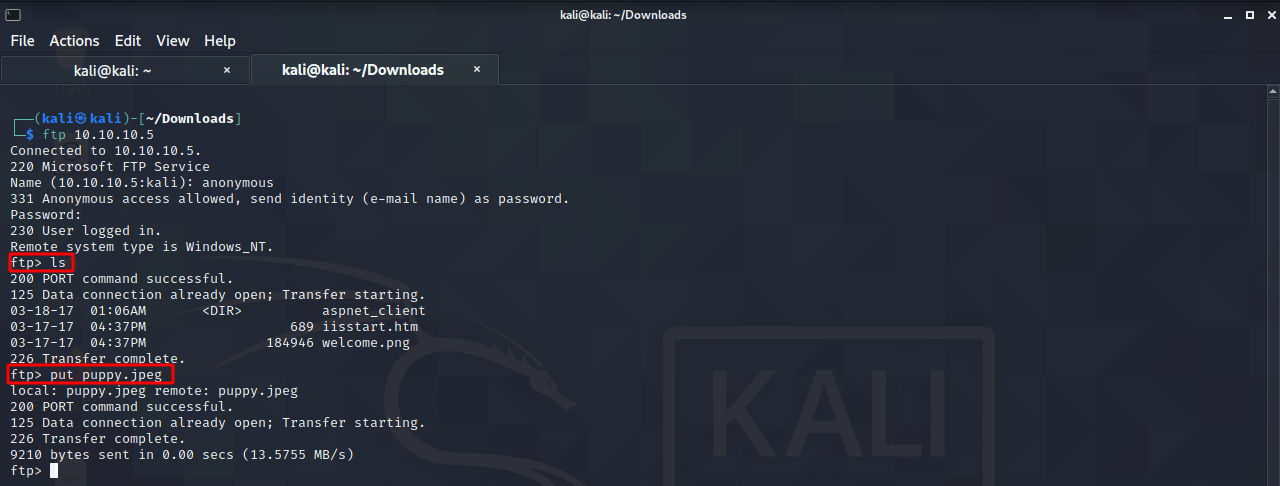 kali@kali: ~/Downloads
File Actions Edit View Help
kali@kali: ~ × kali@kali: ~/Downloads ×
Trash
┌──(kali㉿kali)-[~/Downloads]
└─$ ftp 10.10.10.5
Connected to 10.10.10.5.
220 Microsoft FTP Service
Name (10.10.10.5:kali): anonymous
331 Anonymous access allowed, send identity (e-mail name) as password.
Password:
230 User logged in.
Remote system type is Windows_NT.
ftp> ls
200 PORT command successful.
125 Data connection already open; Transfer starting.
03-18-17  01:06AM       <DIR>          aspnet_client
03-17-17  04:37PM                  689 iisstart.htm
03-17-17  04:37PM               184946 welcome.png
226 Transfer complete.
ftp> put puppy.jpeg
local: puppy.jpeg remote: puppy.jpeg
200 PORT command successful.
125 Data connection already open; Transfer starting.
226 Transfer complete.
9210 bytes sent in 0.00 secs (13.5755 MB/s)
ftp>
KALI